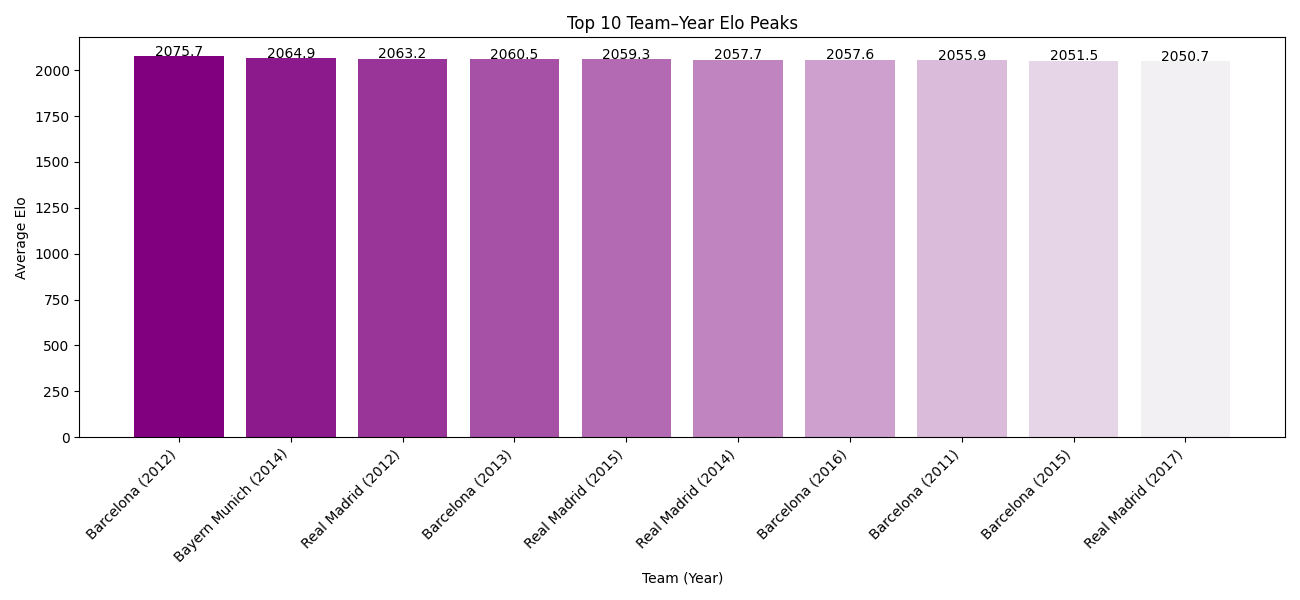 Top 10 Team–Year Elo Peaks
Average Elo
2000
1750
1500
1250
1000
750
500
250
0
2075.7
2064.9
2063.2
2060.5
2059.3
2057.7
2057.6
2055.9
2051.5
2050.7
Barcelona (2012)
Bayern Munich (2014)
Real Madrid (2012)
Barcelona (2013)
Real Madrid (2015)
Real Madrid (2014)
Barcelona (2016)
Barcelona (2011)
Barcelona (2015)
Real Madrid (2017)
Team (Year)